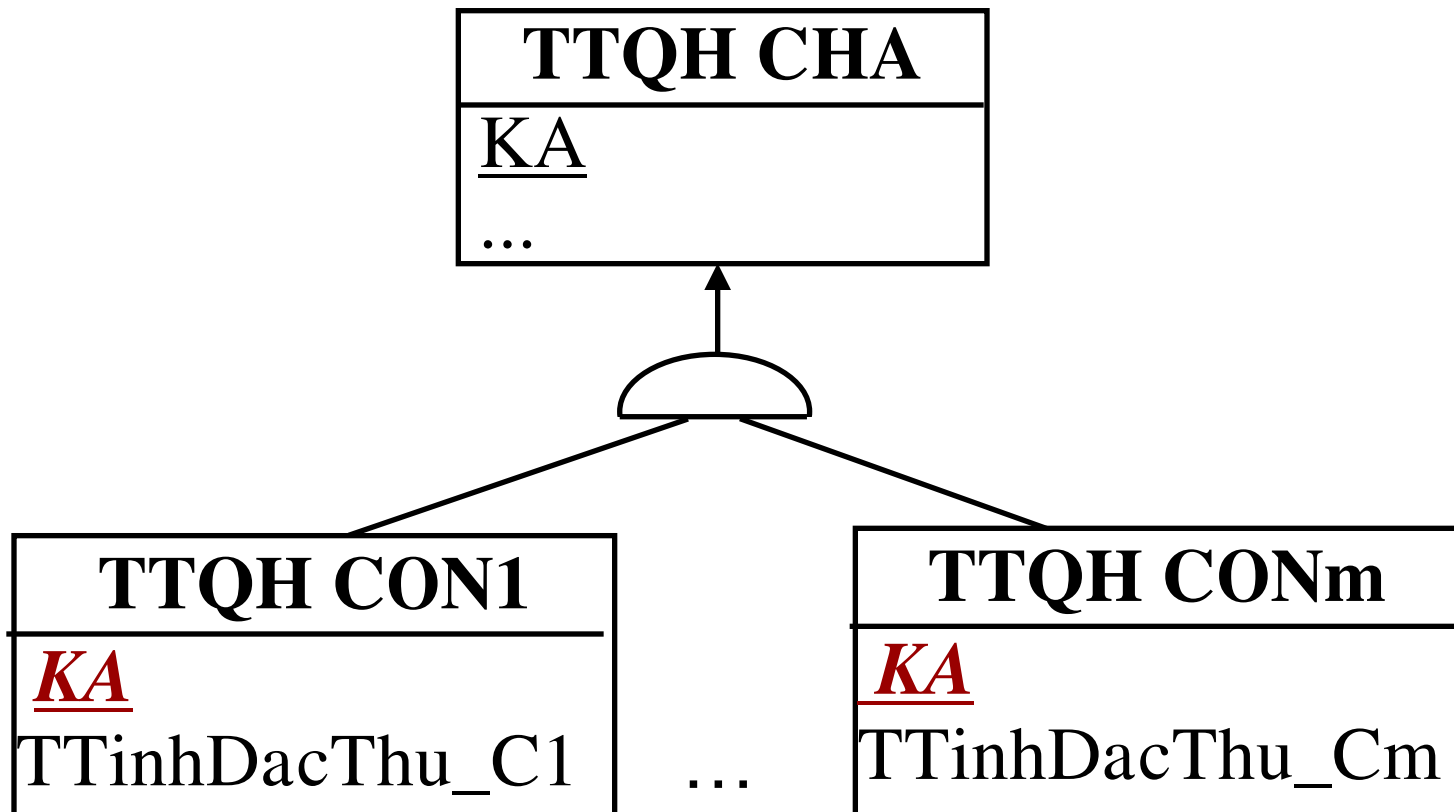 TTQH CHA
KA
...
TTQH CON1
KA
TTinhDacThu_C1
...
TTQH CONm
KA
TTinhDacThu_Cm